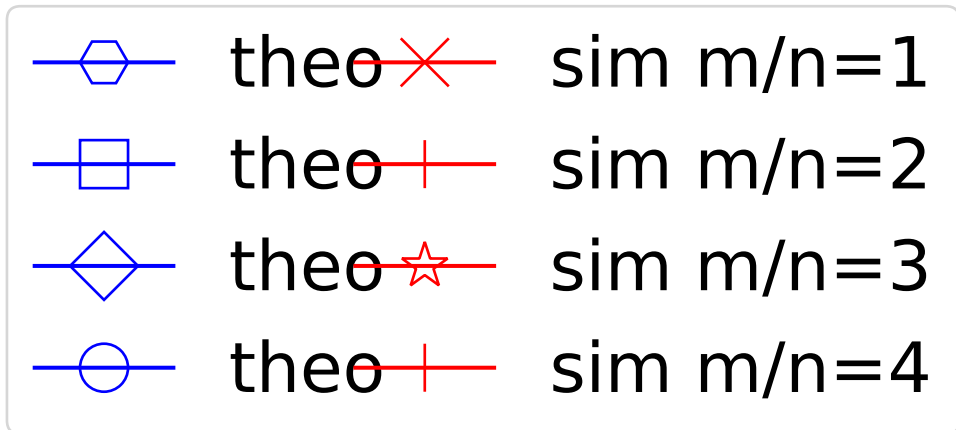 theo sim m/n=1
theo sim m/n=2
theo sim m/n=3
theo sim m/n=4